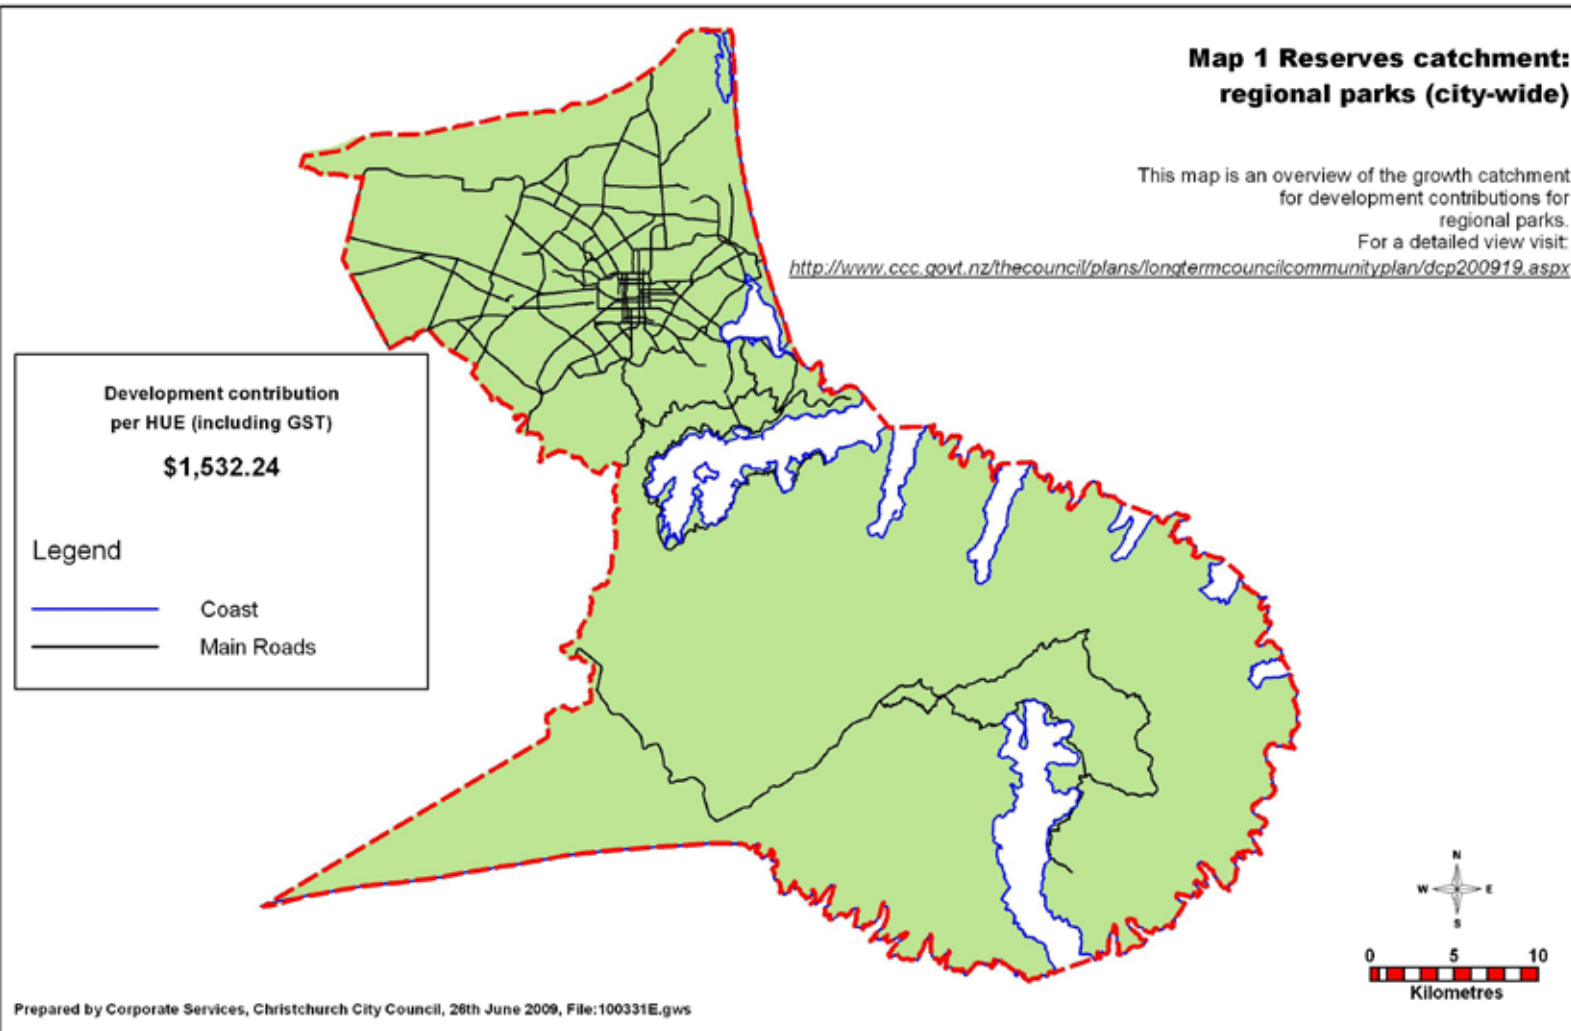 Map 1 Reserves catchment:
regional parks (city-wide)
This map is an overview of the growth catchment
for development contributions for
regional parks.
For a detailed view visit:
http://www.ccc.govt.nz/thecouncil/plans/longtermcouncilcommunityplan/dcp200919.aspx
Development contribution
per HUE (including GST)
$1,532.24
Legend
Coast
Main Roads
N
W E
S
0 5 10
Kilometres
Prepared by Corporate Services, Christchurch City Council, 26th June 2009, File:100331E.gws